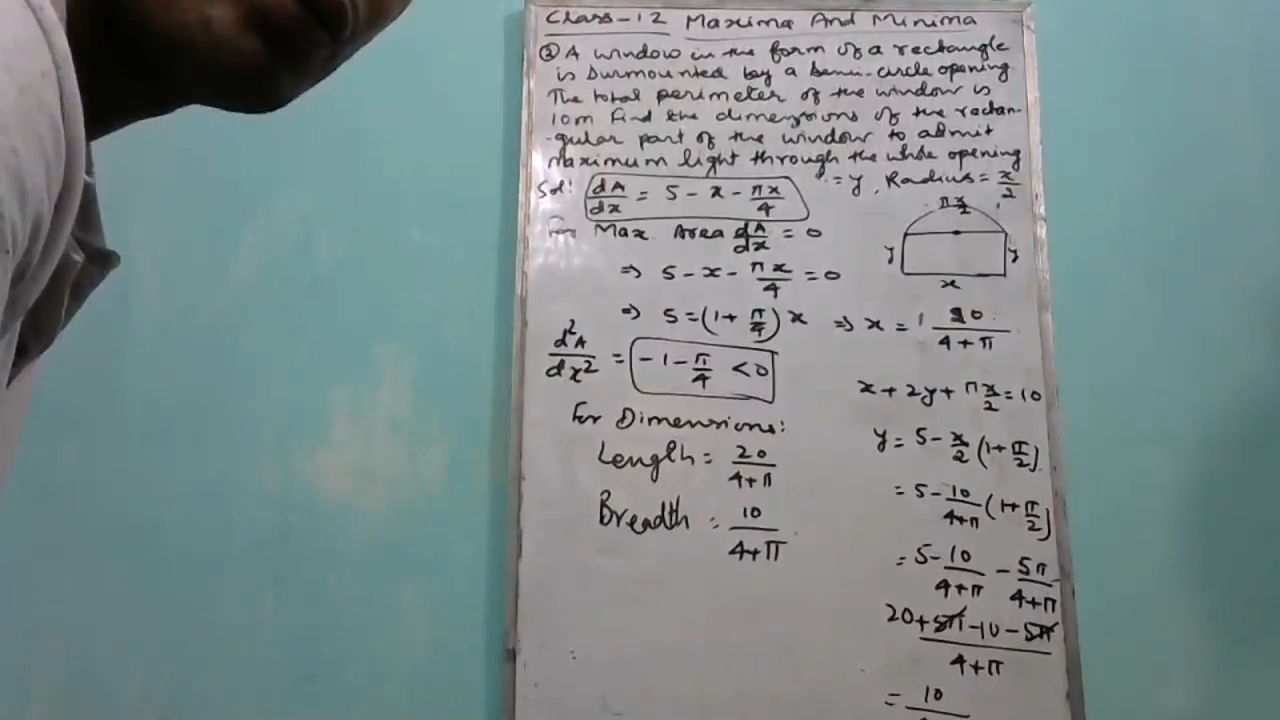 Class-12 Maxima And Minima
② A window in the form of a rectangle
is surmounted by a semi-circle opening.
The total perimeter of the window is
10m Find the dimensions of the rectan-
-gular part of the window to admit
maximum light through the whole opening
Sol: dA/dx = 5 - x - πx/4
= y, Radius = x/2
For Max. Area dA/dx = 0
⇒ 5 - x - πx/4 = 0
⇒ 5 = (1 + π/4) x ⇒ x = 20/(4+π)
d²A/dx² = -1 - π/4 < 0
For Dimensions:
Length = 20/(4+π)
Breadth = 10/(4+π)
πx/2
y
y
x
x + 2y + πx/2 = 10
y = 5 - x/2 (1 + π/2)
= 5 - 10/(4+π) (1 + π/2)
= 5 - 10/(4+π) - 5π/(4+π)
(20 + 5π - 10 - 5π)/(4+π)
= 10